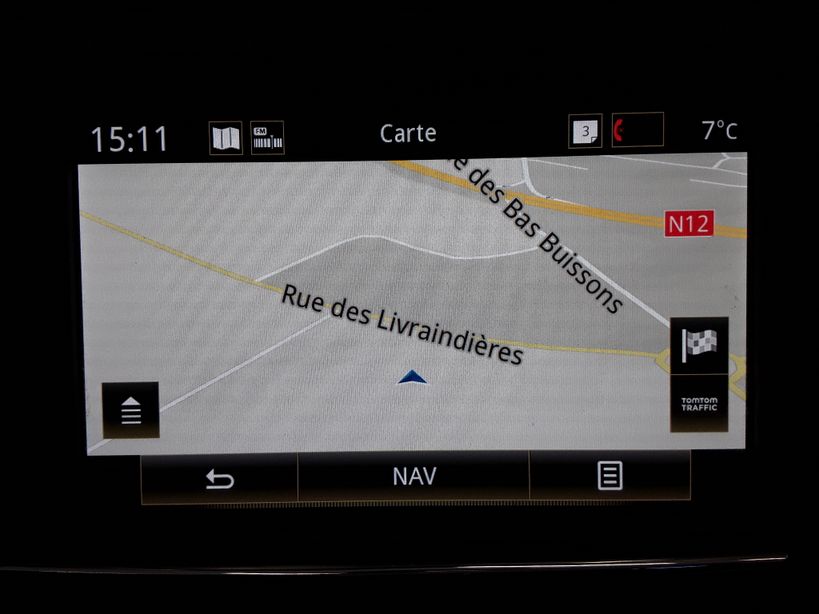 15:11
FM
Carte
3
7°C
e des Bas Buissons
N12
Rue des Livraindières
TOMTOM
TRAFFIC
NAV